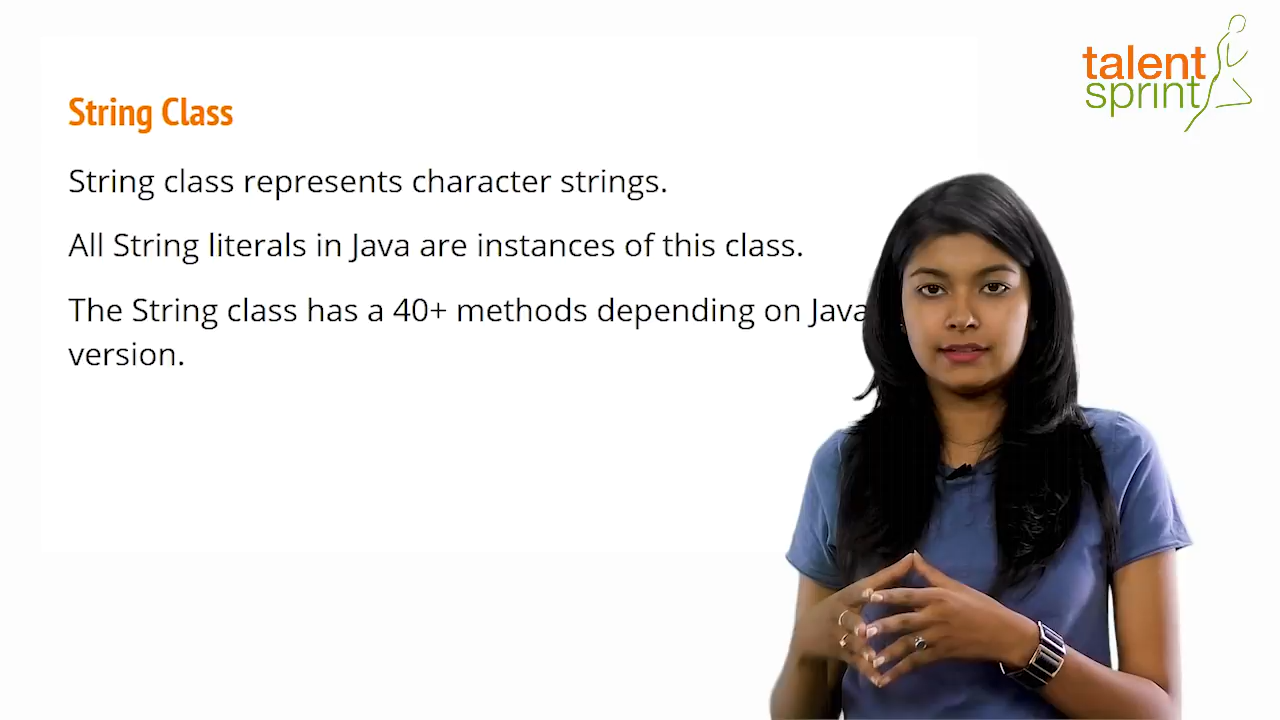 talent
sprint
String Class
String class represents character strings.
All String literals in Java are instances of this class.
The String class has a 40+ methods depending on Java
version.